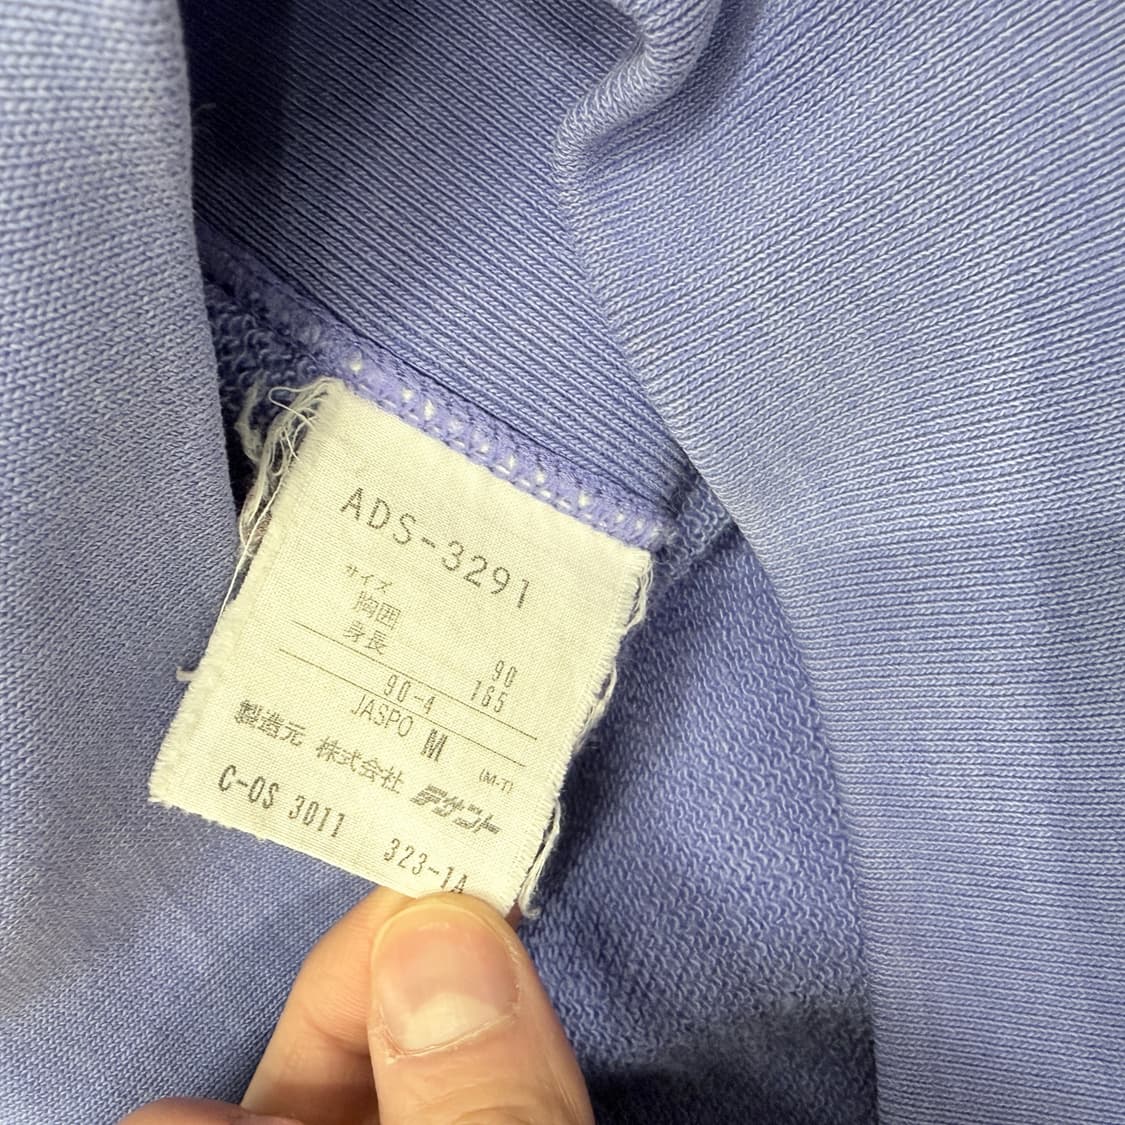 ADS-3291
サイズ
胸囲 90
身長 165
90-4
JASPO M (M-T)
製造元 株式会社 デサント
C-OS 3011 323-1A